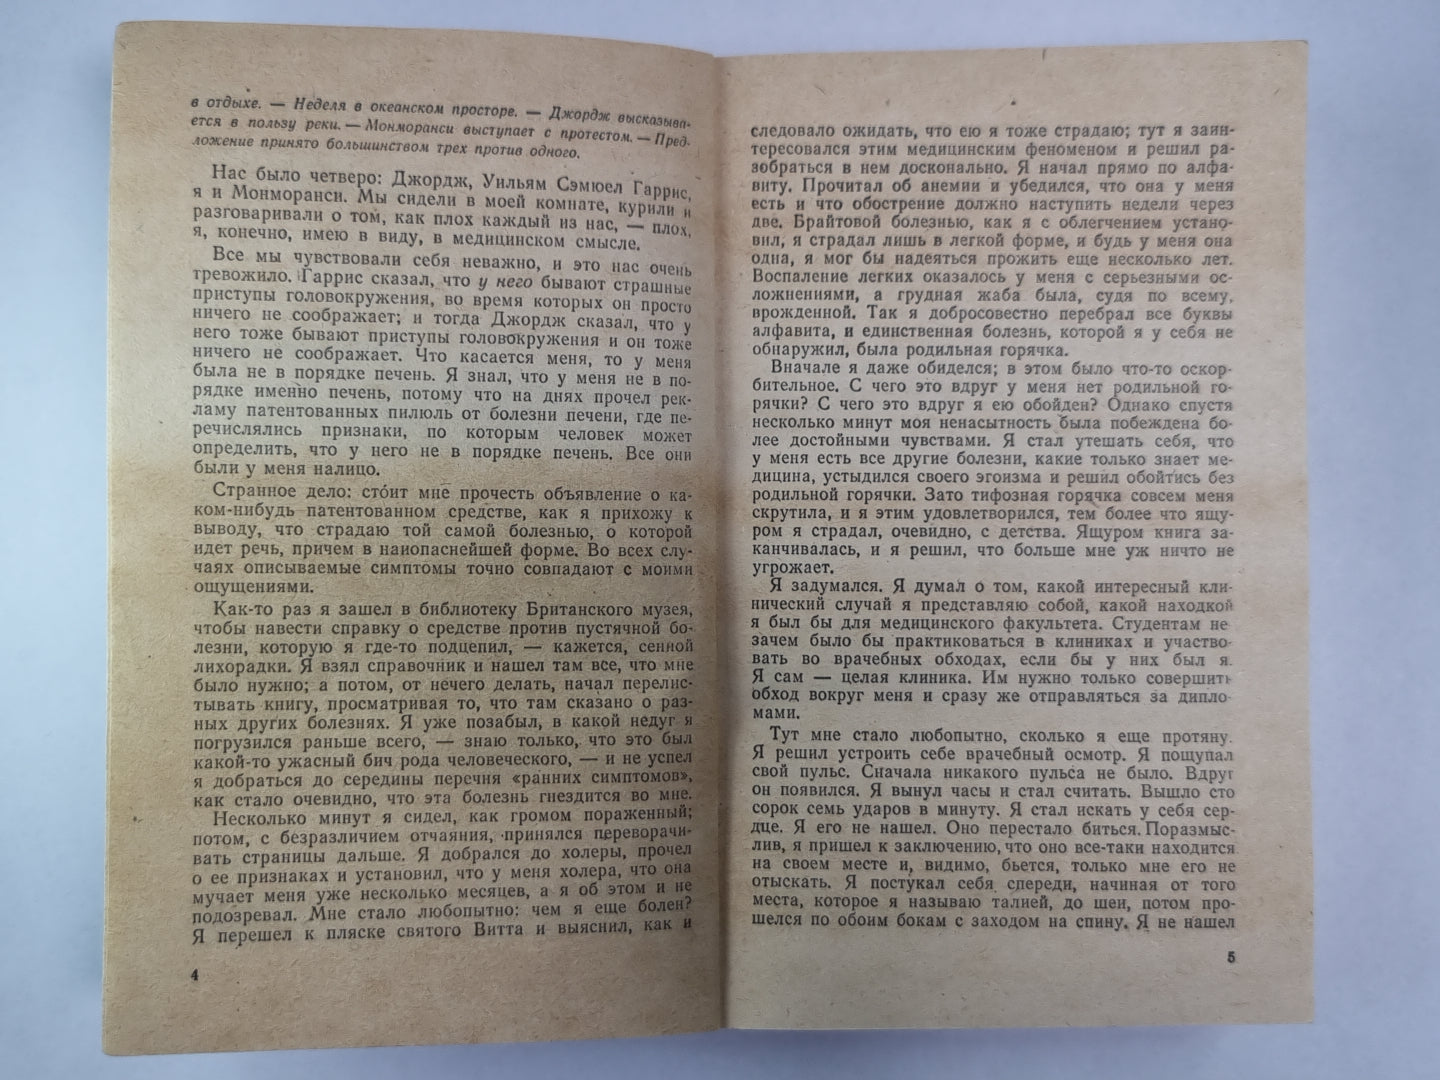 в отдыхе. — Неделя в океанском просторе. — Джордж высказыва-
ется в пользу реки. — Монморанси выступает с протестом. — Пред-
ложение принято большинством трех против одного.
Нас было четверо: Джордж, Уильям Сэмюел Гаррис,
я и Монморанси. Мы сидели в моей комнате, курили и
разговаривали о том, как плох каждый из нас, — плох,
я, конечно, имею в виду, в медицинском смысле.
Все мы чувствовали себя неважно, и это нас очень
тревожило. Гаррис сказал, что у него бывают страшные
приступы головокружения, во время которых он просто
ничего не соображает; и тогда Джордж сказал, что у
него тоже бывают приступы головокружения и он тоже
ничего не соображает. Что касается меня, то у меня
была не в порядке печень. Я знал, что у меня не в по-
рядке именно печень, потому что на днях прочел рек-
ламу патентованных пилюль от болезни печени, где пе-
речислялись признаки, по которым человек может
определить, что у него не в порядке печень. Все они
были у меня налицо.
Странное дело: сто́ит мне прочесть объявление о ка-
ком-нибудь патентованном средстве, как я прихожу к
выводу, что страдаю той самой болезнью, о которой
идет речь, причем в наиопаснейшей форме. Во всех слу-
чаях описываемые симптомы точно совпадают с моими
ощущениями.
Как-то раз я зашел в библиотеку Британского музея,
чтобы навести справку о средстве против пустячной бо-
лезни, которую я где-то подцепил, — кажется, сенной
лихорадки. Я взял справочник и нашел там все, что мне
было нужно; а потом, от нечего делать, начал перелис-
тывать книгу, просматривая то, что там сказано о раз-
ных других болезнях. Я уже позабыл, в какой недуг я
погрузился раньше всего, — знаю только, что это был
какой-то ужасный бич рода человеческого, — и не успел
я добраться до середины перечня «ранних симптомов»,
как стало очевидно, что эта болезнь гнездится во мне.
Несколько минут я сидел, как громом пораженный;
потом, с безразличием отчаяния, принялся переворачи-
вать страницы дальше. Я добрался до холеры, прочел
о ее признаках и установил, что у меня холера, что она
мучает меня уже несколько месяцев, а я об этом и не
подозревал. Мне стало любопытно: чем я еще болен?
Я перешел к пляске святого Витта и выяснил, как и
4
следовало ожидать, что ею я тоже страдаю; тут я заин-
тересовался этим медицинским феноменом и решил ра-
зобраться в нем досконально. Я начал прямо по алфа-
виту. Прочитал об анемии и убедился, что она у меня
есть и что обострение должно наступить недели через
две. Брайтовой болезнью, как я с облегчением устано-
вил, я страдал лишь в легкой форме, и будь у меня она
одна, я мог бы надеяться прожить еще несколько лет.
Воспаление легких оказалось у меня с серьезными ос-
ложнениями, а грудная жаба была, судя по всему,
врожденной. Так я добросовестно перебрал все буквы
алфавита, и единственная болезнь, которой я у себя не
обнаружил, была родильная горячка.
Вначале я даже обиделся; в этом было что-то оскор-
бительное. С чего это вдруг у меня нет родильной го-
рячки? С чего это вдруг я ею обойден? Однако спустя
несколько минут моя ненасытность была побеждена бо-
лее достойными чувствами. Я стал утешать себя, что
у меня есть все другие болезни, какие только знает ме-
дицина, устыдился своего эгоизма и решил обойтись без
родильной горячки. Зато тифозная горячка совсем меня
скрутила, и я этим удовлетворился, тем более что ящу-
ром я страдал, очевидно, с детства. Ящуром книга за-
канчивалась, и я решил, что больше мне уж ничто не
угрожает.
Я задумался. Я думал о том, какой интересный кли-
нический случай я представляю собой, какой находкой
я был бы для медицинского факультета. Студентам не-
зачем было бы практиковаться в клиниках и участво-
вать во врачебных обходах, если бы у них был я.
Я сам — целая клиника. Им нужно только совершить
обход вокруг меня и сразу же отправляться за дипло-
мами.
Тут мне стало любопытно, сколько я еще протяну.
Я решил устроить себе врачебный осмотр. Я пощупал
свой пульс. Сначала никакого пульса не было. Вдруг
он появился. Я вынул часы и стал считать. Вышло сто
сорок семь ударов в минуту. Я стал искать у себя сер-
дце. Я его не нашел. Оно перестало биться. Поразмыс-
лив, я пришел к заключению, что оно все-таки находится
на своем месте и, видимо, бьется, только мне его не
отыскать. Я постукал себя спереди, начиная от того
места, которое я называю талией, до шеи, потом про-
шелся по обоим бокам с заходом на спину. Я не нашел
5